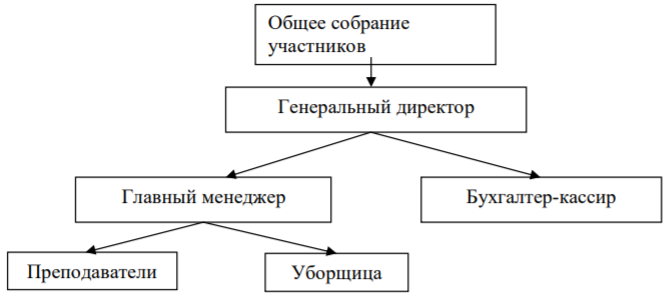 Общее собрание
участников
Генеральный директор
Главный менеджер
Бухгалтер-кассир
Преподаватели
Уборщица